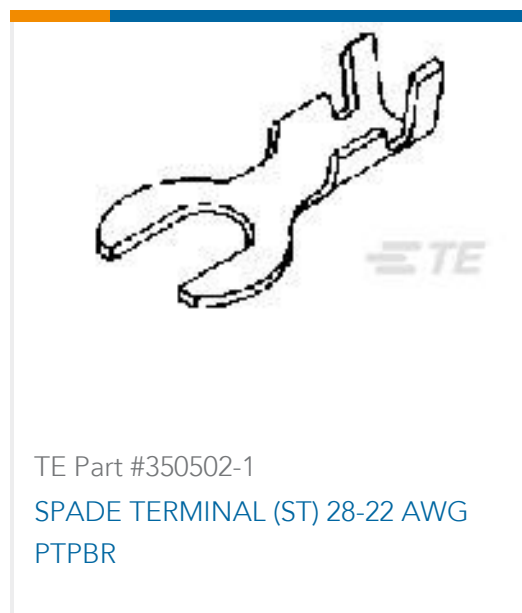 TE
TE Part #350502-1
SPADE TERMINAL (ST) 28-22 AWG
PTPBR